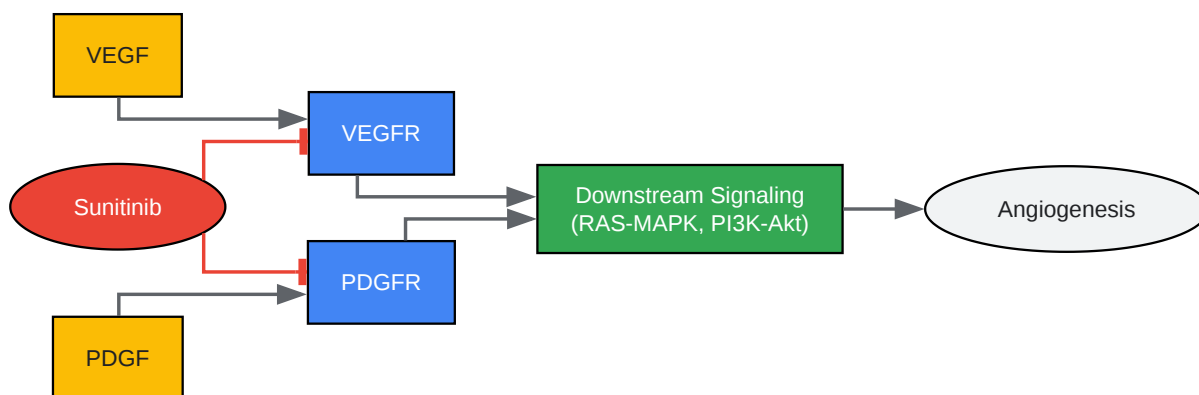 VEGF
VEGFR
Sunitinib
Downstream Signaling
(RAS-MAPK, PI3K-Akt)
Angiogenesis
PDGFR
PDGF